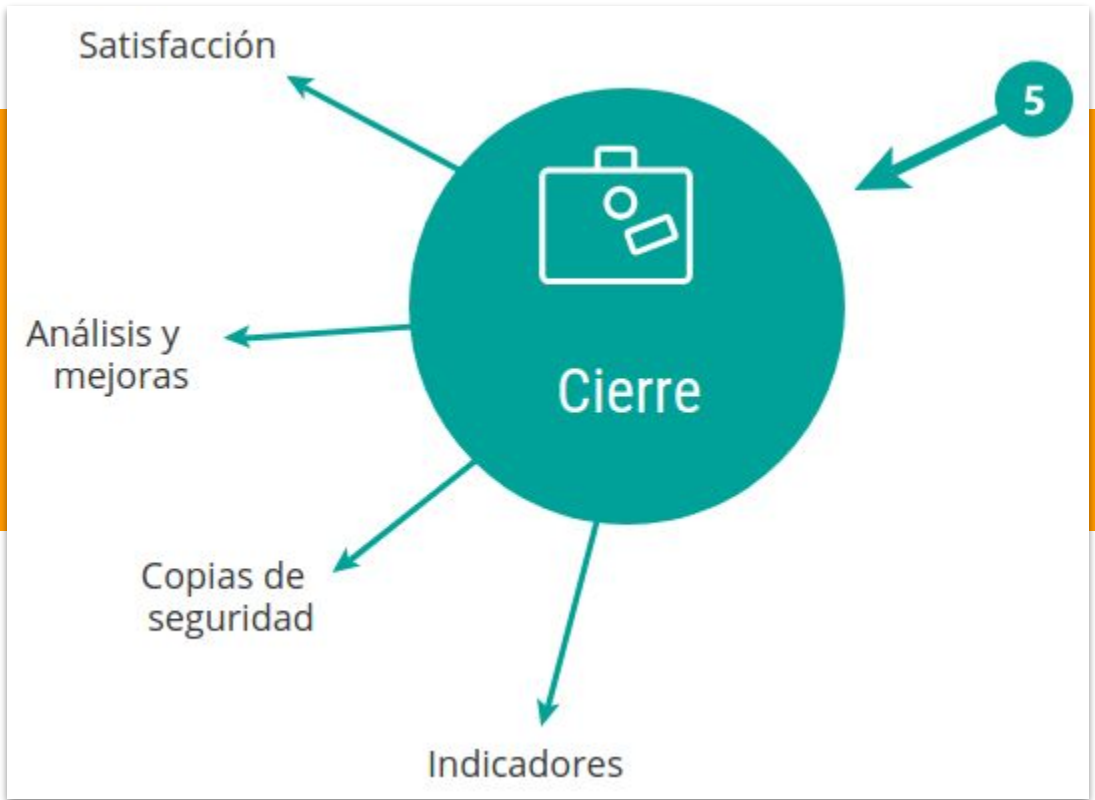 Satisfacción
5
Análisis y
mejoras
Cierre
Copias de
seguridad
Indicadores